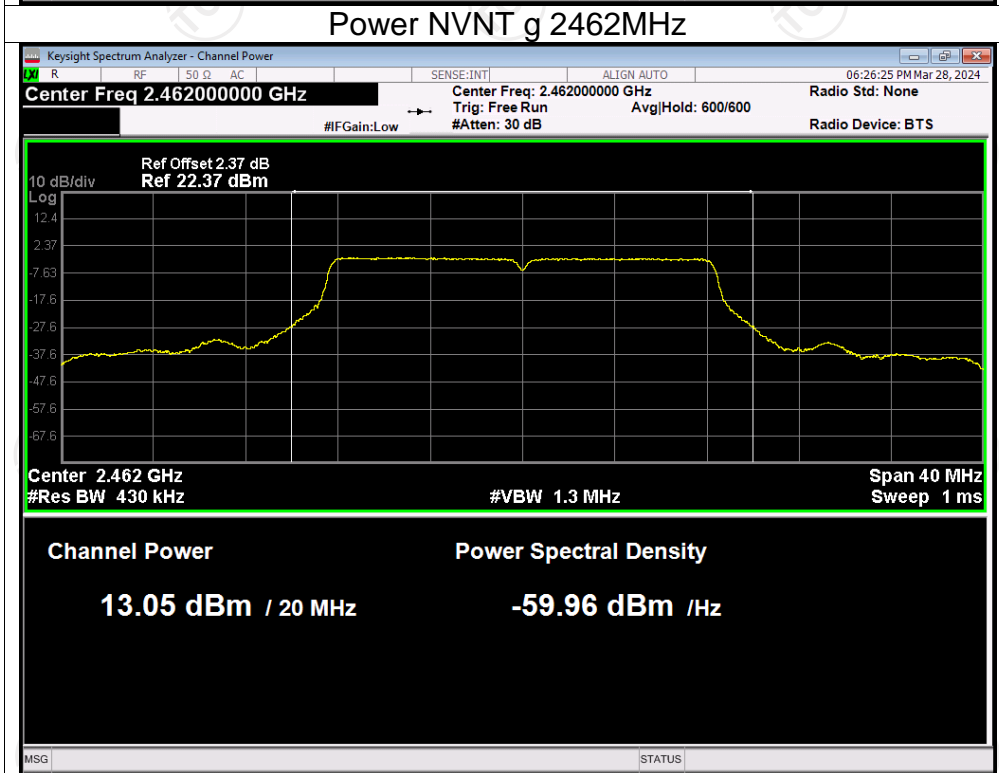 Power NVNT g 2462MHz
Keysight Spectrum Analyzer - Channel Power
LXI R RF 50 Ω AC SENSE:INT ALIGN AUTO 06:26:25 PM Mar 28, 2024
Center Freq 2.462000000 GHz Center Freq: 2.462000000 GHz Radio Std: None
Trig: Free Run Avg|Hold: 600/600
#IFGain:Low #Atten: 30 dB Radio Device: BTS
Ref Offset 2.37 dB
10 dB/div Ref 22.37 dBm
Log
12.4
2.37
-7.63
-17.6
-27.6
-37.6
-47.6
-57.6
-67.6
Center 2.462 GHz Span 40 MHz
#Res BW 430 kHz #VBW 1.3 MHz Sweep 1 ms
Channel Power Power Spectral Density
13.05 dBm / 20 MHz -59.96 dBm /Hz
MSG STATUS